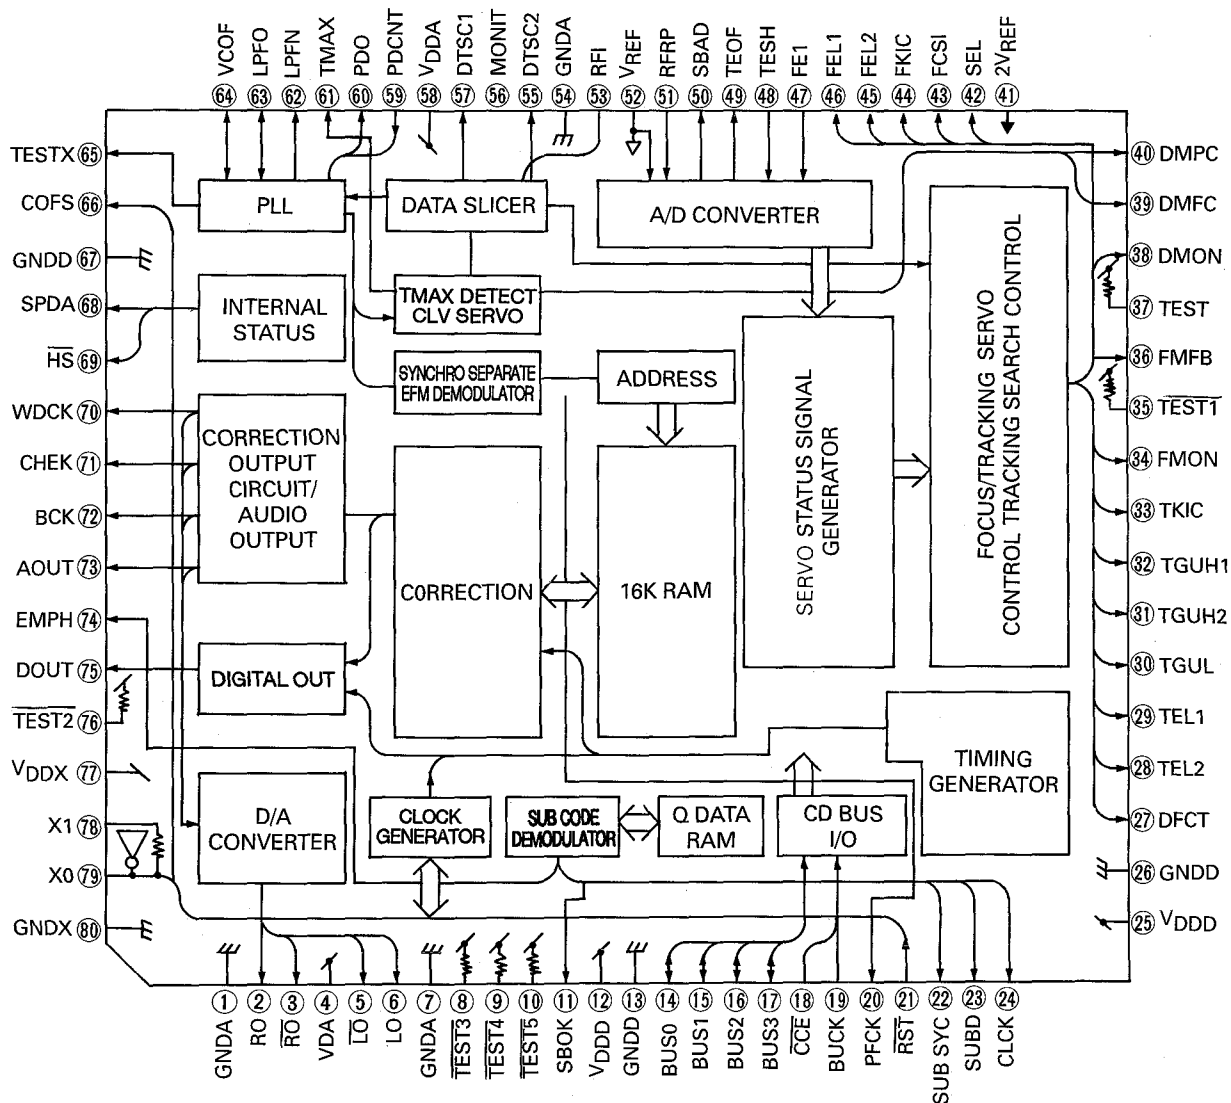 VCOF
LPFO
LPFN
TMAX
PDO
PDCNT
VDDA
DTSC1
MONIT
DTSC2
GNDA
RFI
VREF
RFRP
SBAD
TEOF
TESH
FE1
FEL1
FEL2
FKIC
FCSI
SEL
2VREF
64 63 62 61 60 59 58 57 56 55 54 53 52 51 50 49 48 47 46 45 44 43 42 41
TESTX 65
COFS 66
GNDD 67
SPDA 68
HS 69
WDCK 70
CHEK 71
BCK 72
AOUT 73
EMPH 74
DOUT 75
TEST2 76
VDDX 77
X1 78
X0 79
GNDX 80
PLL
DATA SLICER
A/D CONVERTER
INTERNAL
STATUS
TMAX DETECT
CLV SERVO
SYNCHRO SEPARATE
EFM DEMODULATOR
ADDRESS
CORRECTION
OUTPUT
CIRCUIT/
AUDIO
OUTPUT
C0RRECTION
16K RAM
SERVO STATUS SIGNAL
GENERATOR
FOCUS/TRACKING SERVO
CONTROL TRACKING SEARCH CONTROL
DIGITAL OUT
TIMING
GENERATOR
D/A
CONVERTER
CLOCK
GENERATOR
SUB CODE
DEMODULATOR
Q DATA
RAM
CD BUS
I/O
40 DMPC
39 DMFC
38 DMON
37 TEST
36 FMFB
35 TEST1
34 FMON
33 TKIC
32 TGUH1
31 TGUH2
30 TGUL
29 TEL1
28 TEL2
27 DFCT
26 GNDD
25 VDDD
1 2 3 4 5 6 7 8 9 10 11 12 13 14 15 16 17 18 19 20 21 22 23 24
GNDA
RO
RO
VDA
LO
LO
GNDA
TEST3
TEST4
TEST5
SBOK
VDDD
GNDD
BUS0
BUS1
BUS2
BUS3
CCE
BUCK
PFCK
RST
SUB SYC
SUBD
CLCK